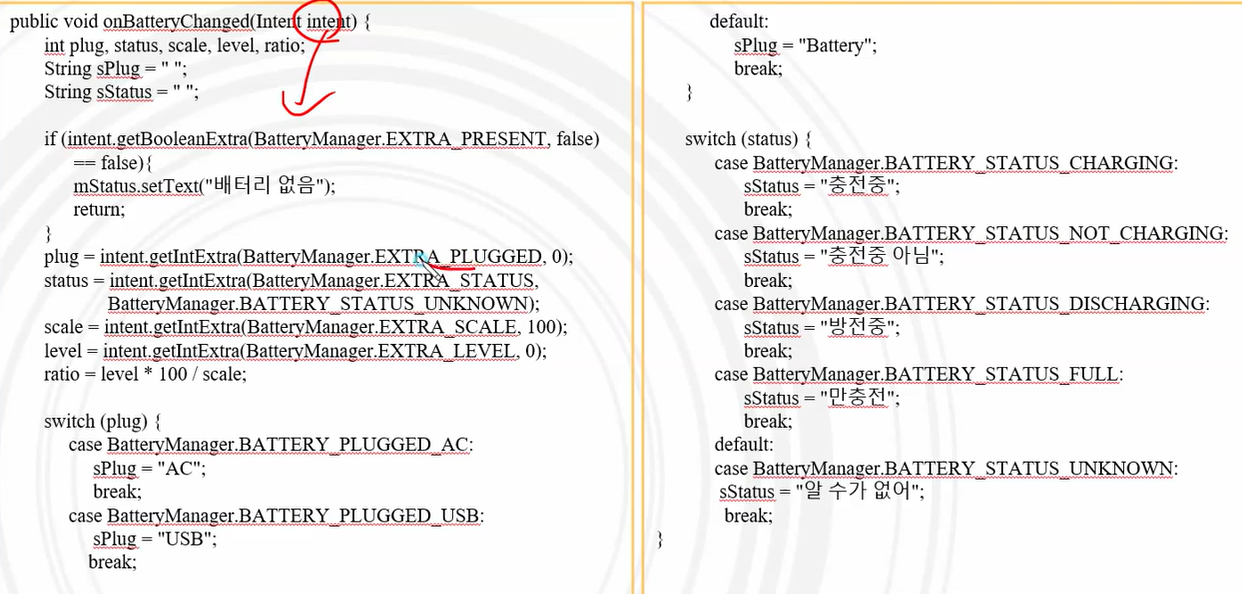 public void onBatteryChanged(Intent intent) {
int plug, status, scale, level, ratio;
String sPlug = " ";
String sStatus = " ";
if (intent.getBooleanExtra(BatteryManager.EXTRA_PRESENT, false)
== false){
mStatus.setText("배터리 없음");
return;
}
plug = intent.getIntExtra(BatteryManager.EXTRA_PLUGGED, 0);
status = intent.getIntExtra(BatteryManager.EXTRA_STATUS,
BatteryManager.BATTERY_STATUS_UNKNOWN);
scale = intent.getIntExtra(BatteryManager.EXTRA_SCALE, 100);
level = intent.getIntExtra(BatteryManager.EXTRA_LEVEL, 0);
ratio = level * 100 / scale;
switch (plug) {
case BatteryManager.BATTERY_PLUGGED_AC:
sPlug = "AC";
break;
case BatteryManager.BATTERY_PLUGGED_USB:
sPlug = "USB";
break;
default:
sPlug = "Battery";
break;
}
switch (status) {
case BatteryManager.BATTERY_STATUS_CHARGING:
sStatus = "충전중";
break;
case BatteryManager.BATTERY_STATUS_NOT_CHARGING:
sStatus = "충전중 아님";
break;
case BatteryManager.BATTERY_STATUS_DISCHARGING:
sStatus = "방전중";
break;
case BatteryManager.BATTERY_STATUS_FULL:
sStatus = "만충전";
break;
default:
case BatteryManager.BATTERY_STATUS_UNKNOWN:
sStatus = "알 수가 없어";
break;
}